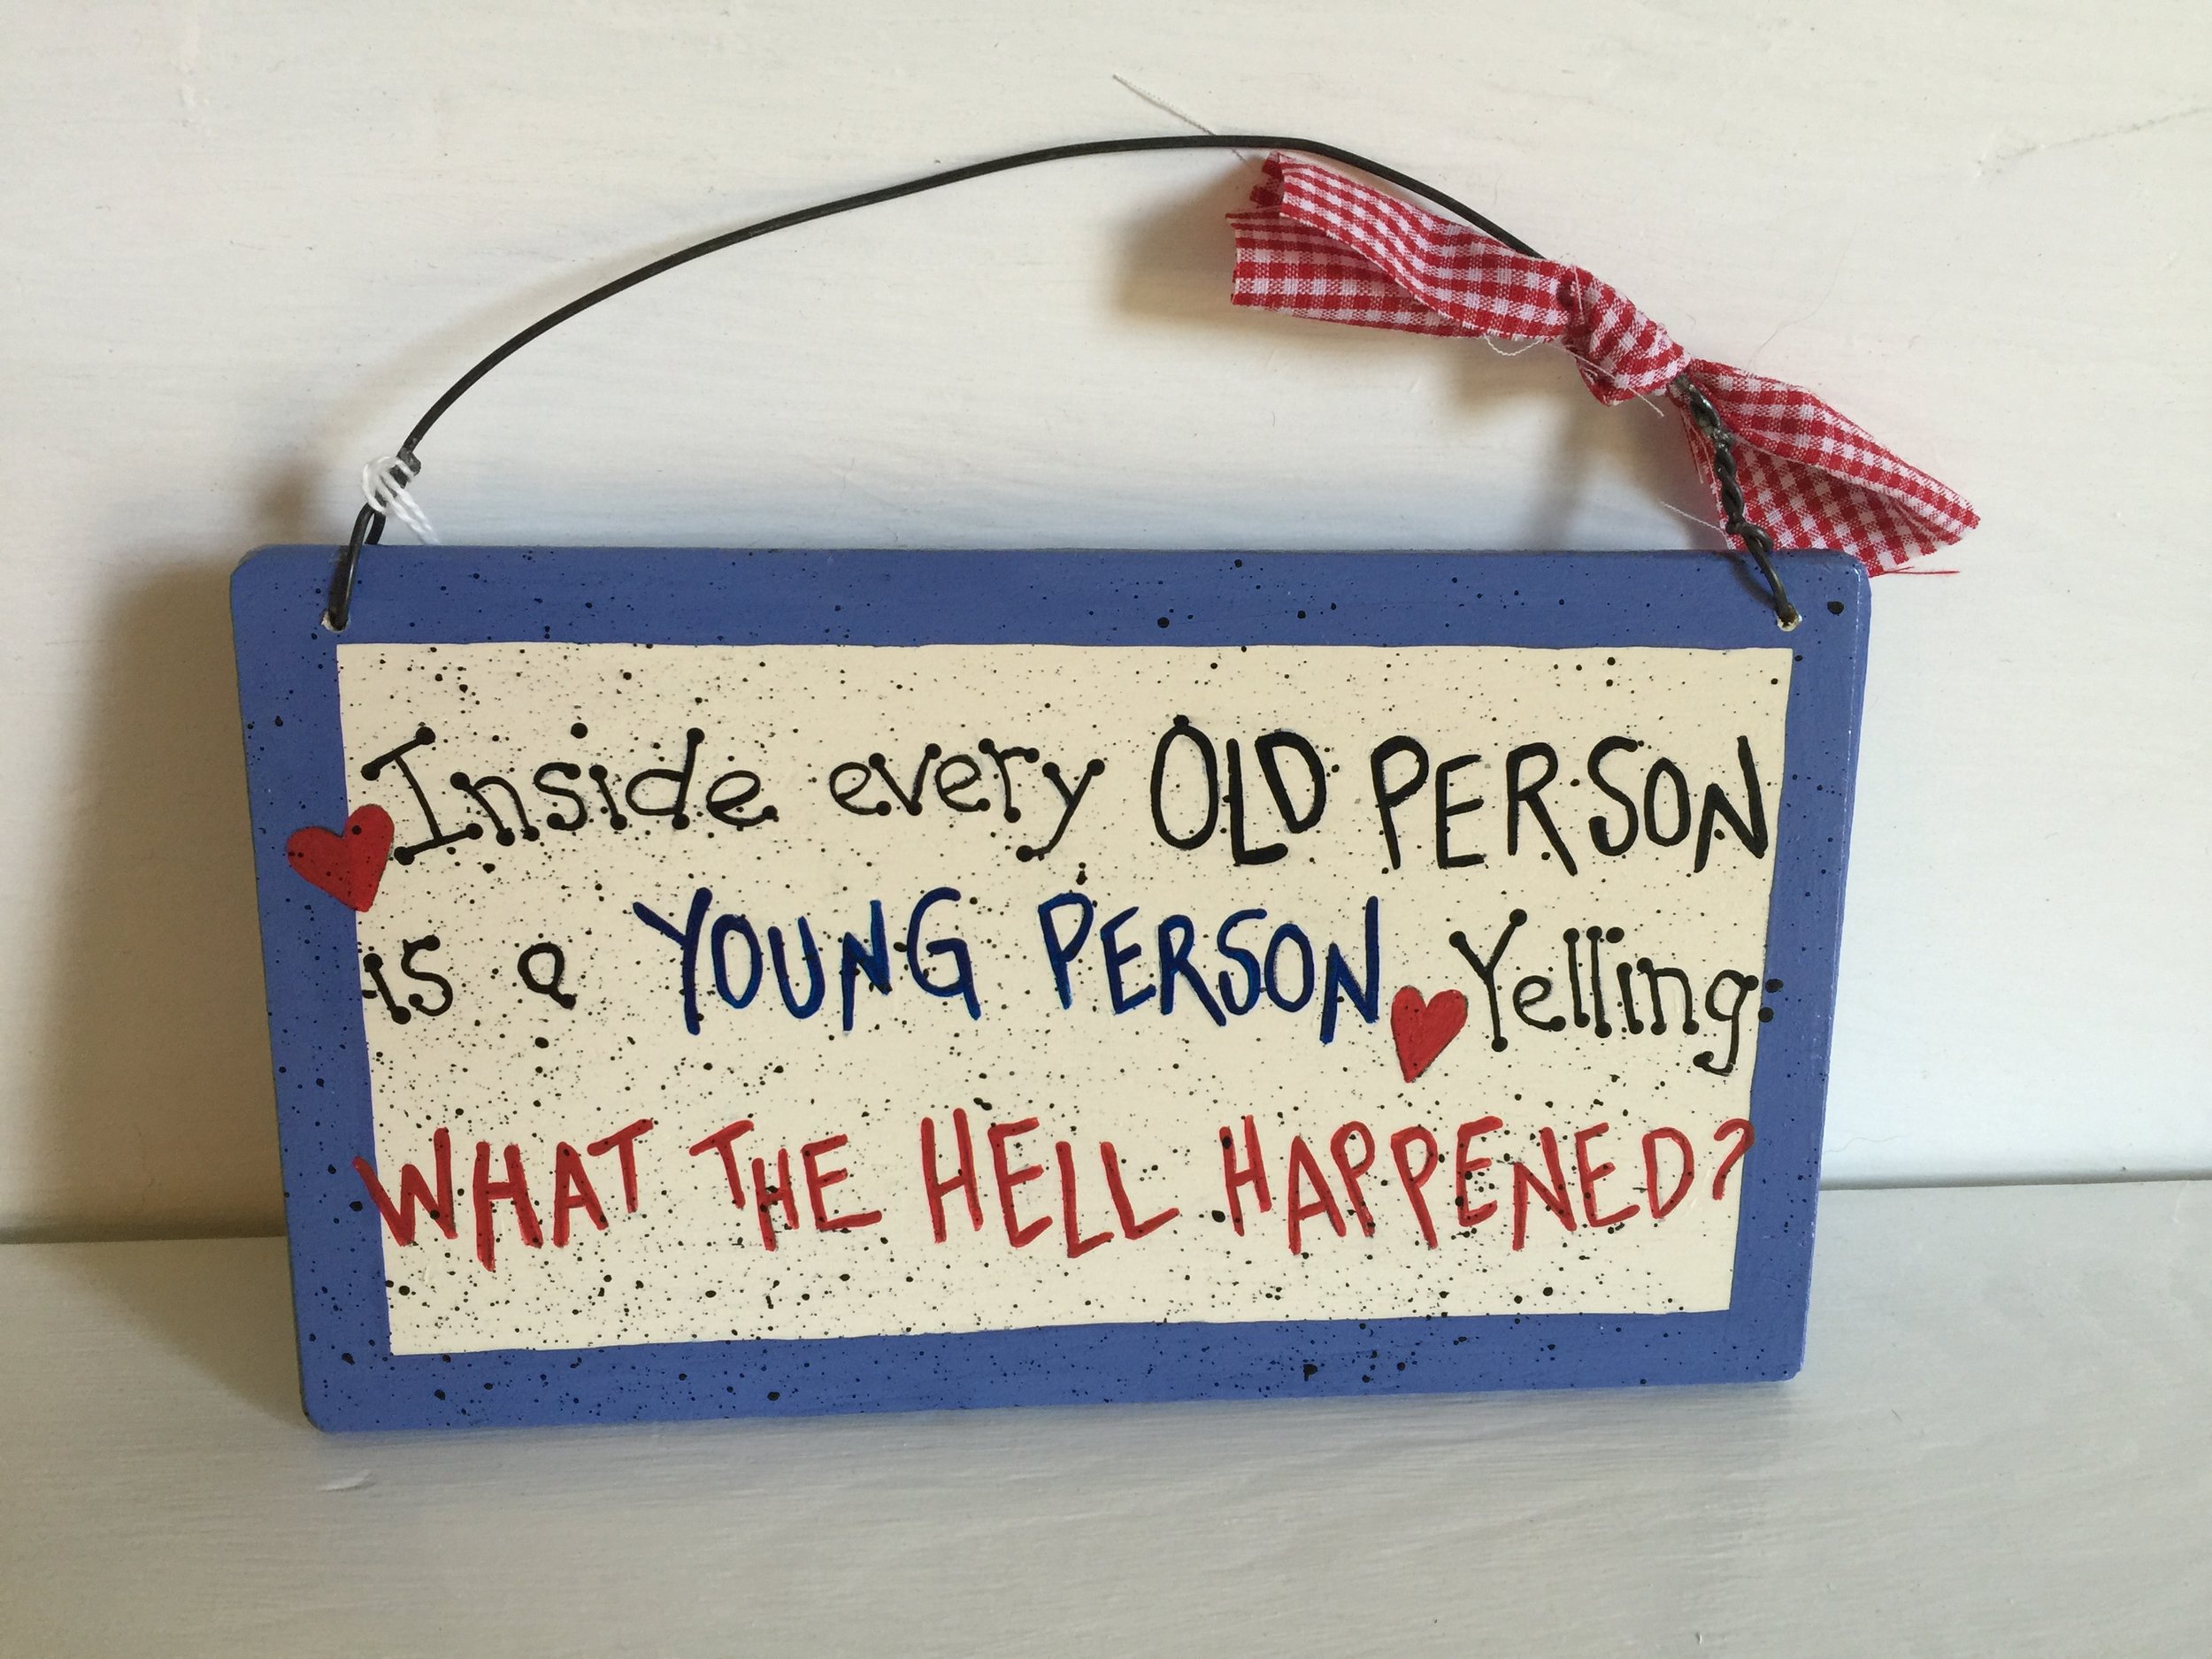 Inside every OLD PERSON
is a YOUNG PERSON Yelling:
WHAT THE HELL HAPPENED?